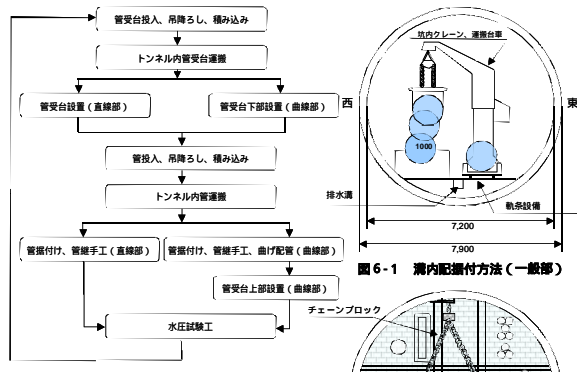 管受台投入、吊降ろし、積み込み
トンネル内管受台運搬
管受台設置（直線部）
管受台下部設置（曲線部）
管投入、吊降ろし、積み込み
トンネル内管運搬
管据付け、管継手工（直線部）
管据付け、管継手工、曲げ配管（曲線部）
管受台上部設置（曲線部）
水圧試験工
坑内クレーン、運搬台車
西
東
1000
排水溝
軌条設備
7,200
7,900
図６-１ 溝内配据付方法（一般部）
チェーンブロック